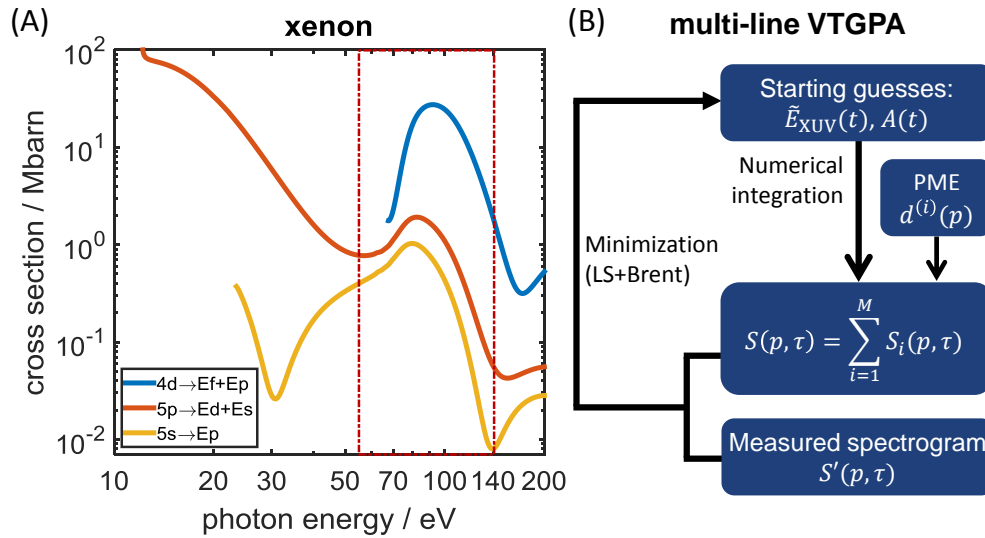 (A)
xenon
cross section / Mbarn
10^2
10^1
10^0
10^-1
10^-2
4d→Ef+Ep
5p→Ed+Es
5s→Ep
10 20 30 50 70 100 140 200
photon energy / eV
(B)
multi-line VTGPA
Starting guesses:
Ẽ_XUV(t), A(t)
Numerical
integration
PME
d^(i)(p)
Minimization
(LS+Brent)
S(p, τ) = ∑_{i=1}^{M} S_i(p, τ)
Measured spectrogram
S′(p, τ)